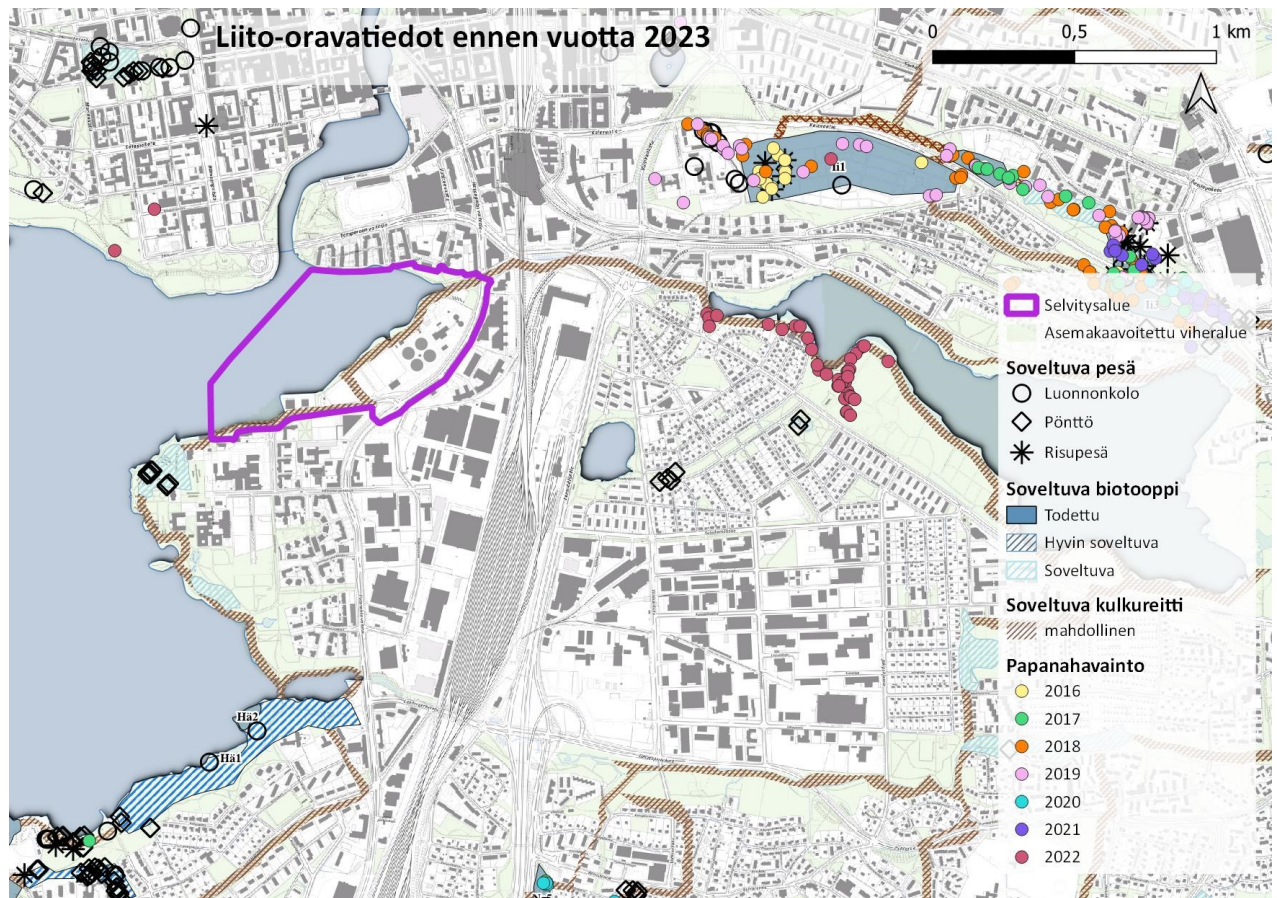 Liito-oravatiedot ennen vuotta 2023
0 0,5 1 km
Ii1
Hä2
Hä1
Selvitysalue
Asemakaavoitettu viheralue
Soveltuva pesä
Luonnonkolo
Pönttö
Risupesä
Soveltuva biotooppi
Todettu
Hyvin soveltuva
Soveltuva
Soveltuva kulkureitti
mahdollinen
Papanahavainto
2016
2017
2018
2019
2020
2021
2022